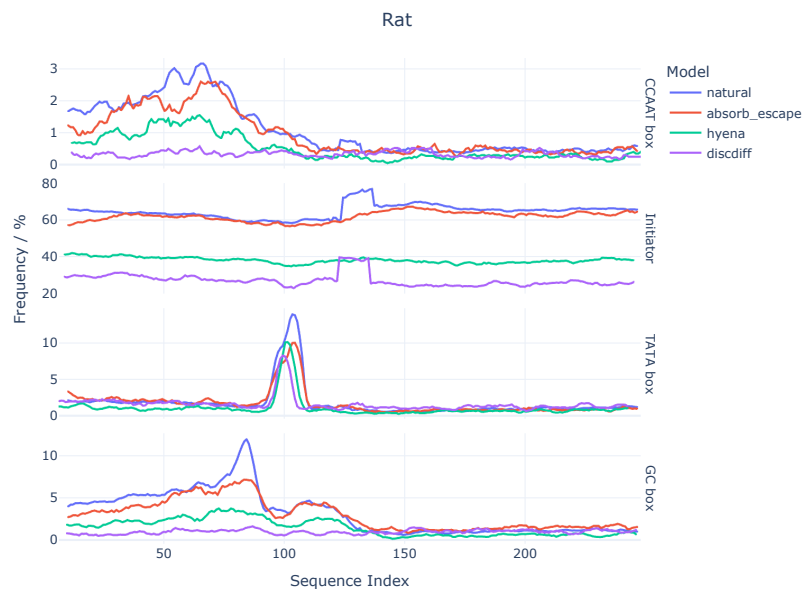 Rat
Model
natural
absorb_escape
hyena
discdiff
Frequency / %
3
2
1
0
CCAAT box
80
60
40
20
Initiator
10
5
0
TATA box
10
5
0
GC box
50
100
150
200
Sequence Index